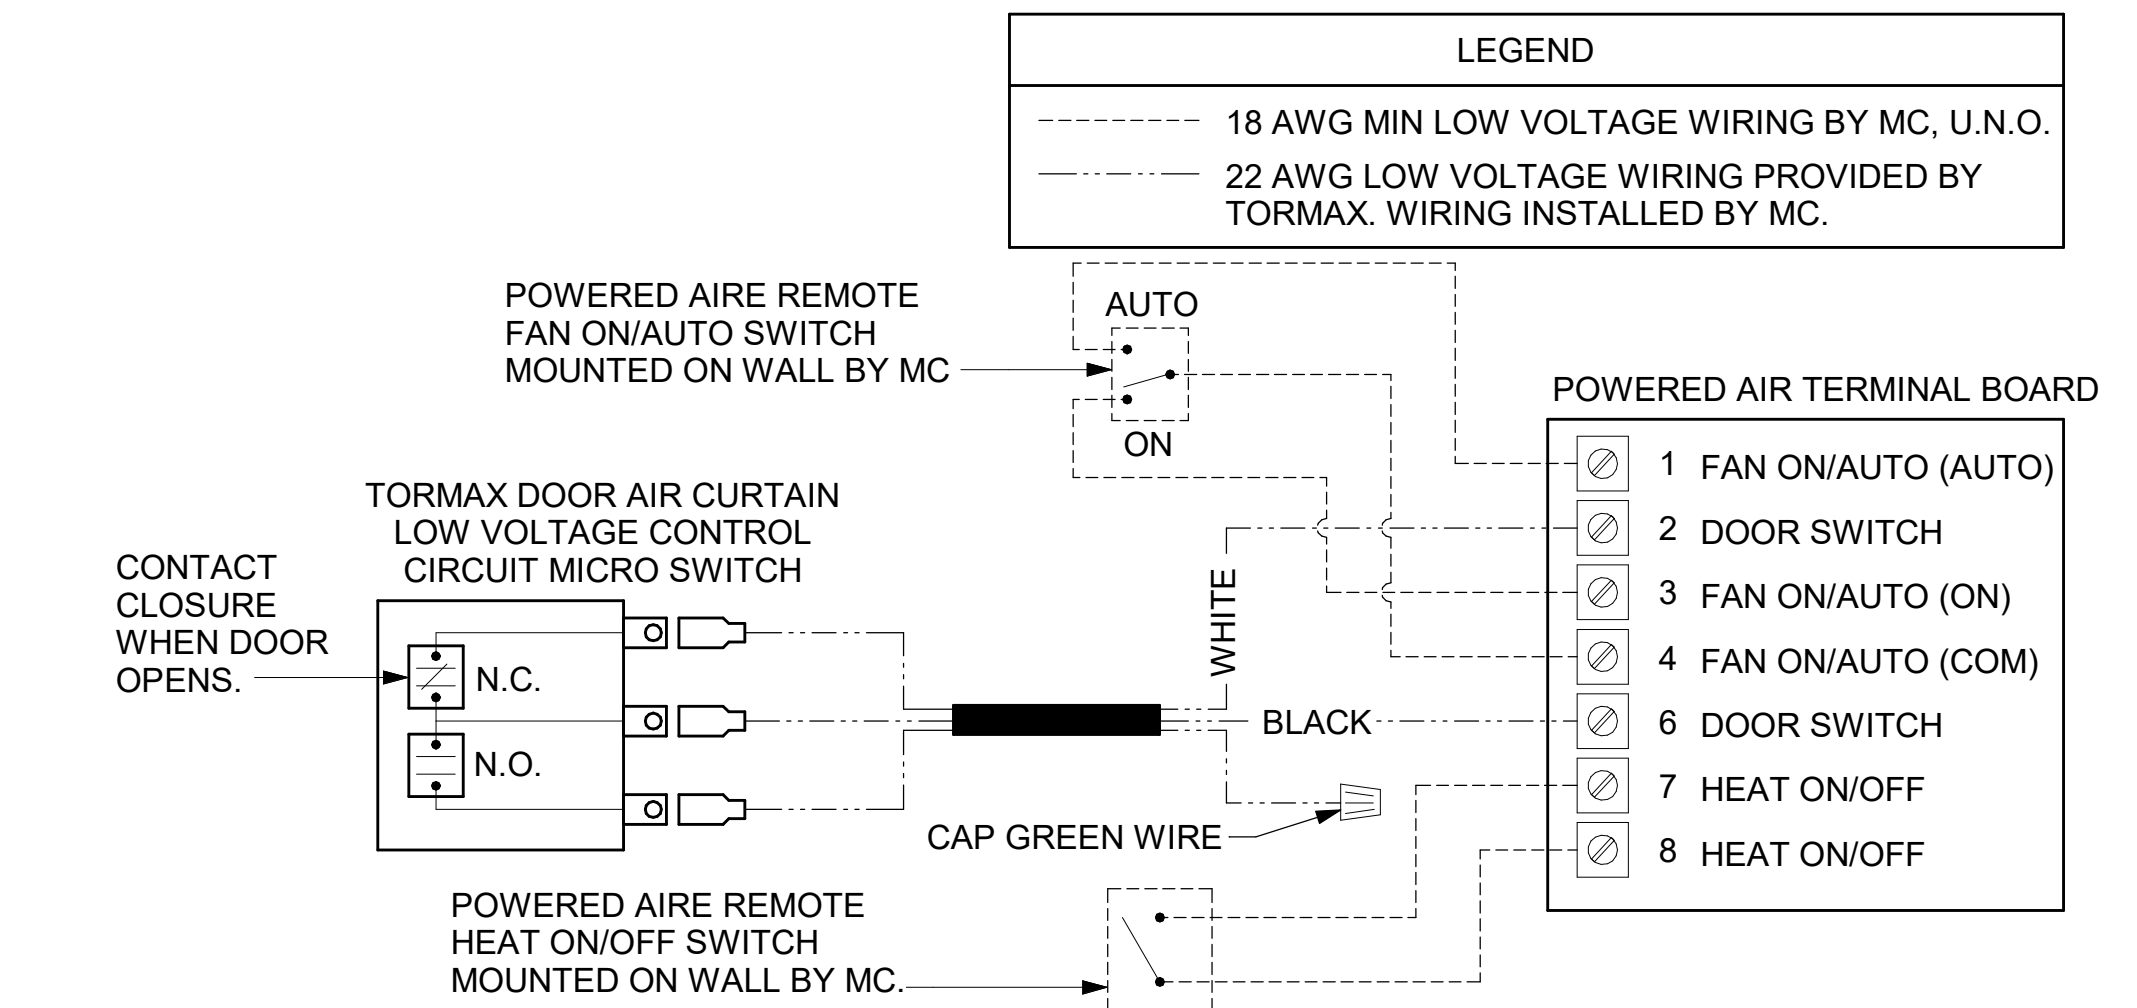 LEGEND
18 AWG MIN LOW VOLTAGE WIRING BY MC, U.N.O.
22 AWG LOW VOLTAGE WIRING PROVIDED BY
TORMAX. WIRING INSTALLED BY MC.
POWERED AIRE REMOTE
FAN ON/AUTO SWITCH
MOUNTED ON WALL BY MC
AUTO
ON
POWERED AIR TERMINAL BOARD
1 FAN ON/AUTO (AUTO)
2 DOOR SWITCH
3 FAN ON/AUTO (ON)
4 FAN ON/AUTO (COM)
6 DOOR SWITCH
7 HEAT ON/OFF
8 HEAT ON/OFF
TORMAX DOOR AIR CURTAIN
LOW VOLTAGE CONTROL
CIRCUIT MICRO SWITCH
CONTACT
CLOSURE
WHEN DOOR
OPENS.
N.C.
N.O.
WHITE
BLACK
CAP GREEN WIRE
POWERED AIRE REMOTE
HEAT ON/OFF SWITCH
MOUNTED ON WALL BY MC.